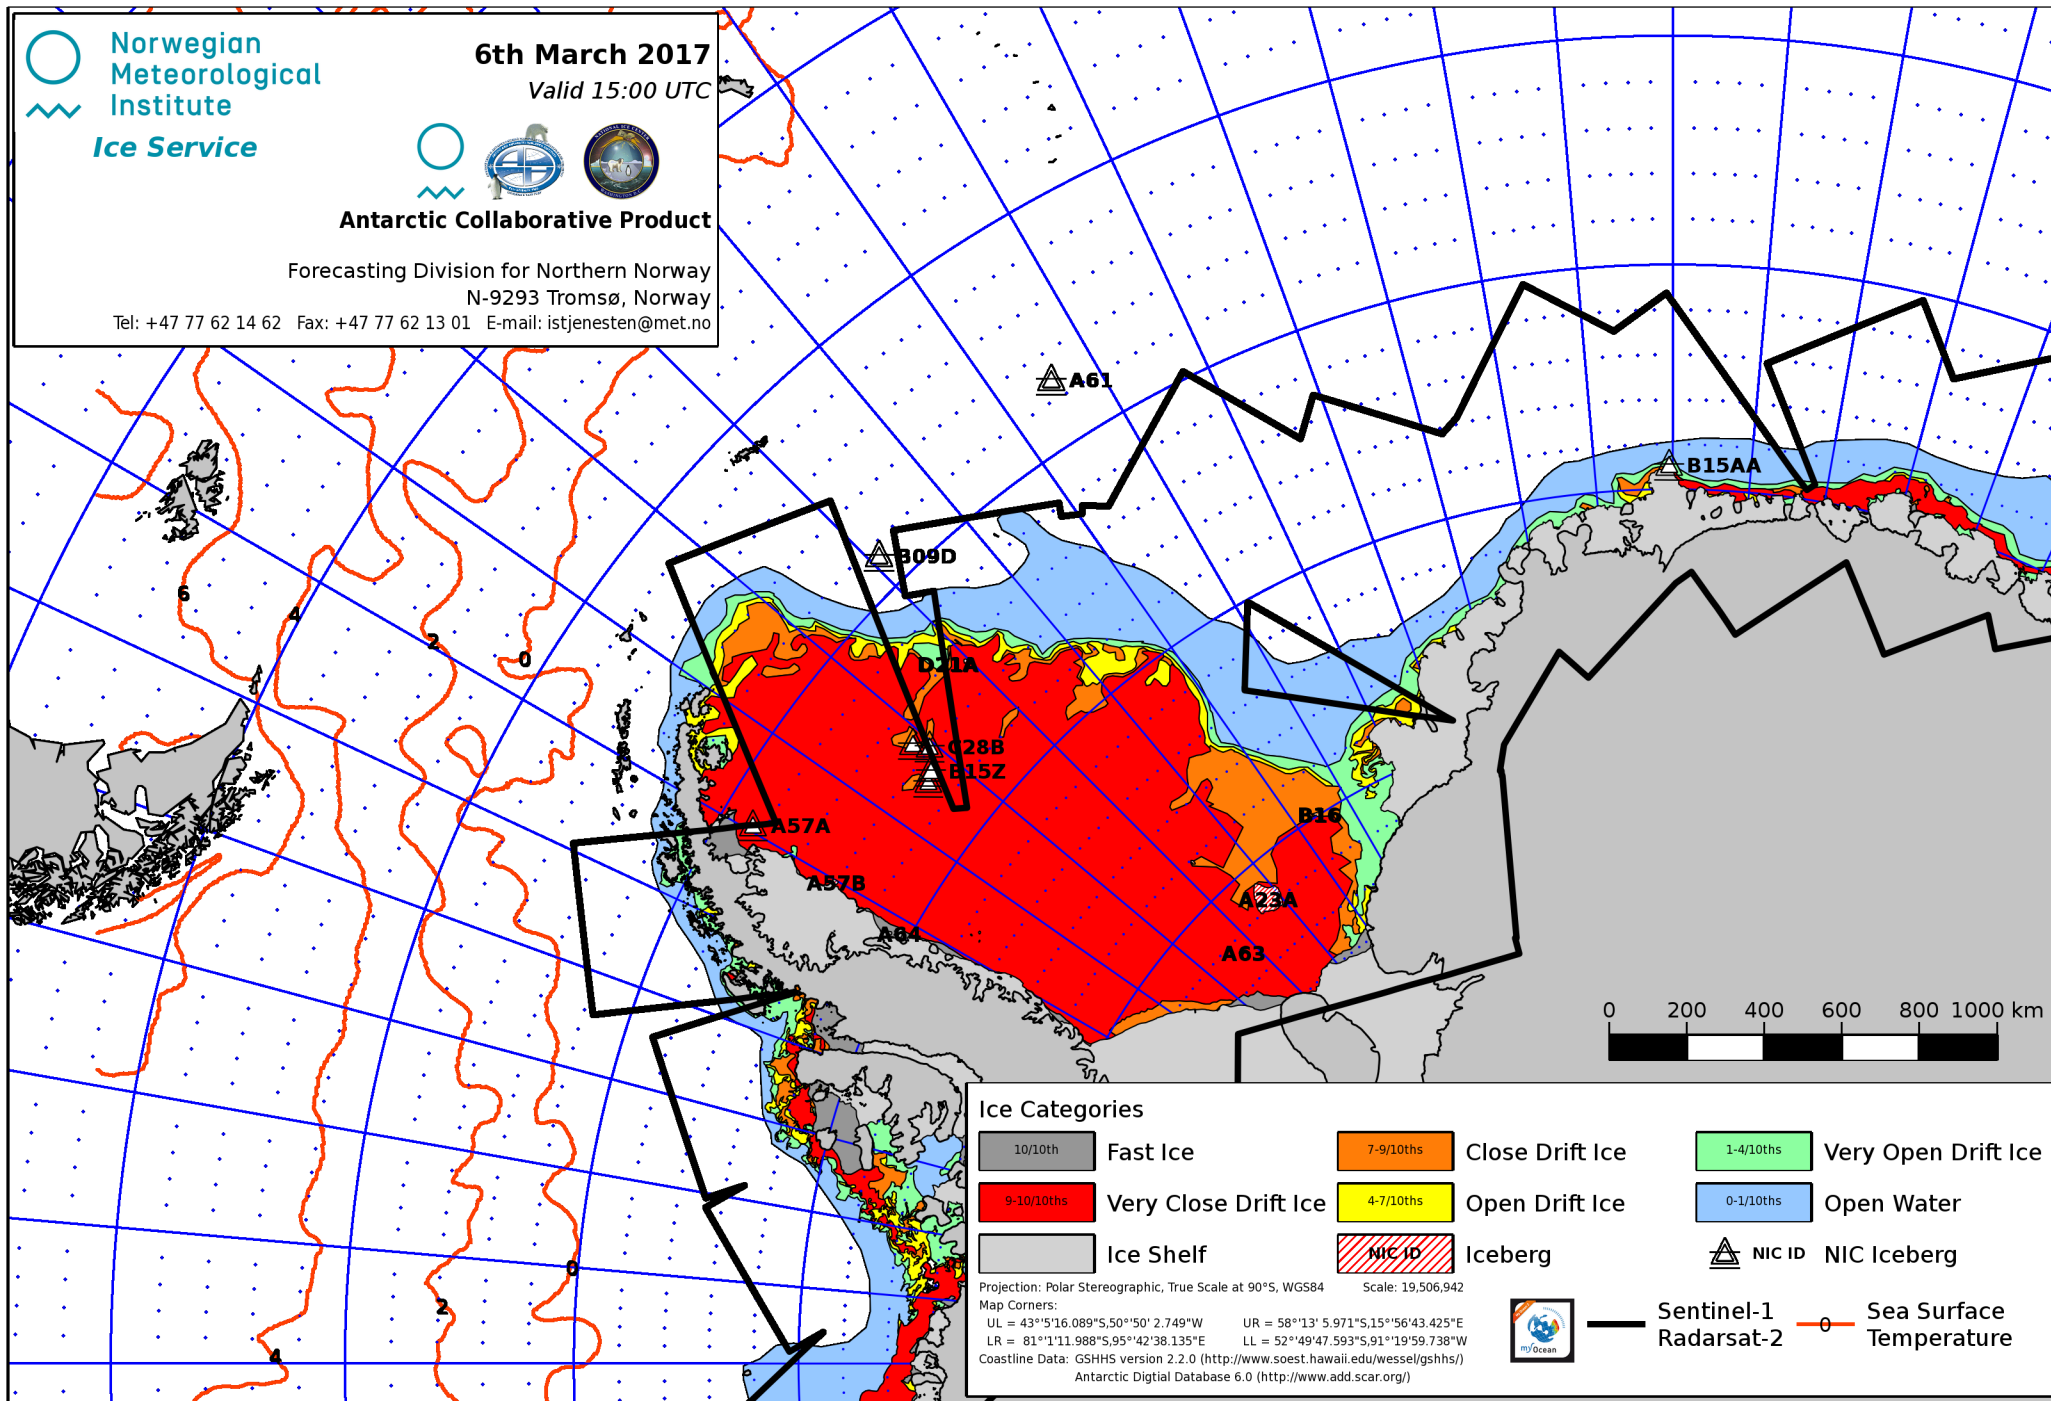 Norwegian
Meteorological
Institute
Ice Service
6th March 2017
Valid 15:00 UTC
Antarctic Collaborative Product
Forecasting Division for Northern Norway
N-9293 Tromsø, Norway
Tel: +47 77 62 14 62 Fax: +47 77 62 13 01 E-mail: istjenesten@met.no
A61
B15AA
B09D
6
4
2
0
D21A
C28B
B15Z
B16
A57A
A57B
A23A
A64
A63
0
2
4
0 200 400 600 800 1000 km
Ice Categories
10/10th Fast Ice
7-9/10ths Close Drift Ice
1-4/10ths Very Open Drift Ice
9-10/10ths Very Close Drift Ice
4-7/10ths Open Drift Ice
0-1/10ths Open Water
Ice Shelf
NIC ID Iceberg
NIC ID NIC Iceberg
Projection: Polar Stereographic, True Scale at 90°S, WGS84 Scale: 19,506,942
Map Corners:
UL = 43°'5'16.089"S,50°'50' 2.749"W UR = 58°'13' 5.971"S,15°'56'43.425"E
LR = 81°'1'11.988"S,95°'42'38.135"E LL = 52°'49'47.593"S,91°'19'59.738"W
Coastline Data: GSHHS version 2.2.0 (http://www.soest.hawaii.edu/wessel/gshhs/)
Antarctic Digtial Database 6.0 (http://www.add.scar.org/)
my Ocean
Sentinel-1
Radarsat-2
0
Sea Surface
Temperature